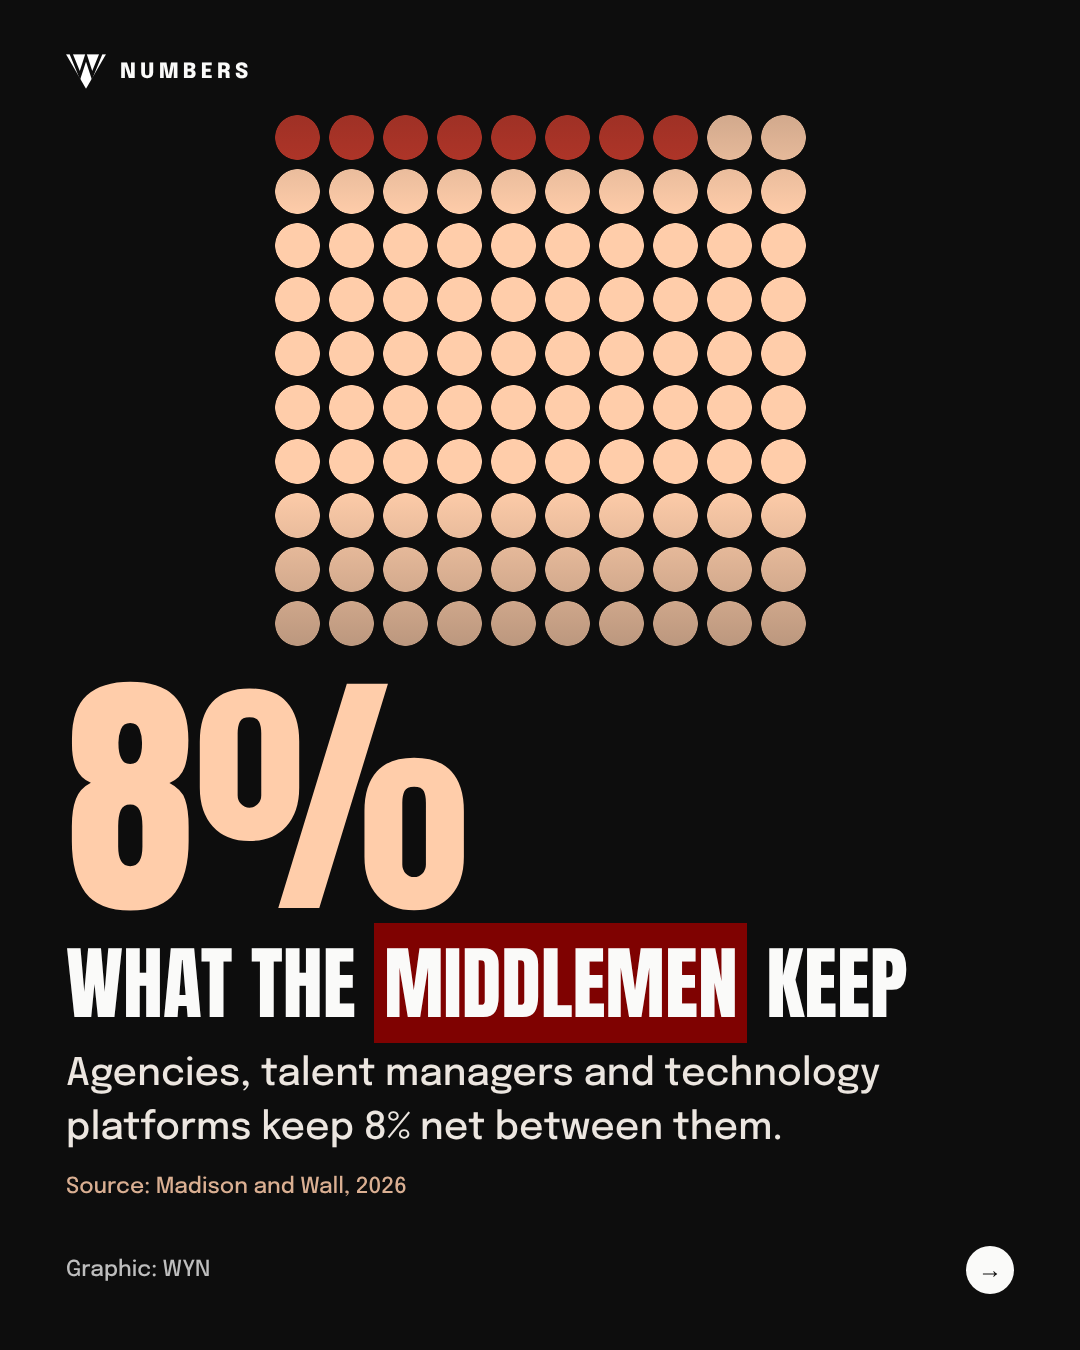 NUMBERS
8%
WHAT THE MIDDLEMEN KEEP
Agencies, talent managers and technology
platforms keep 8% net between them.
Source: Madison and Wall, 2026
Graphic: WYN
→